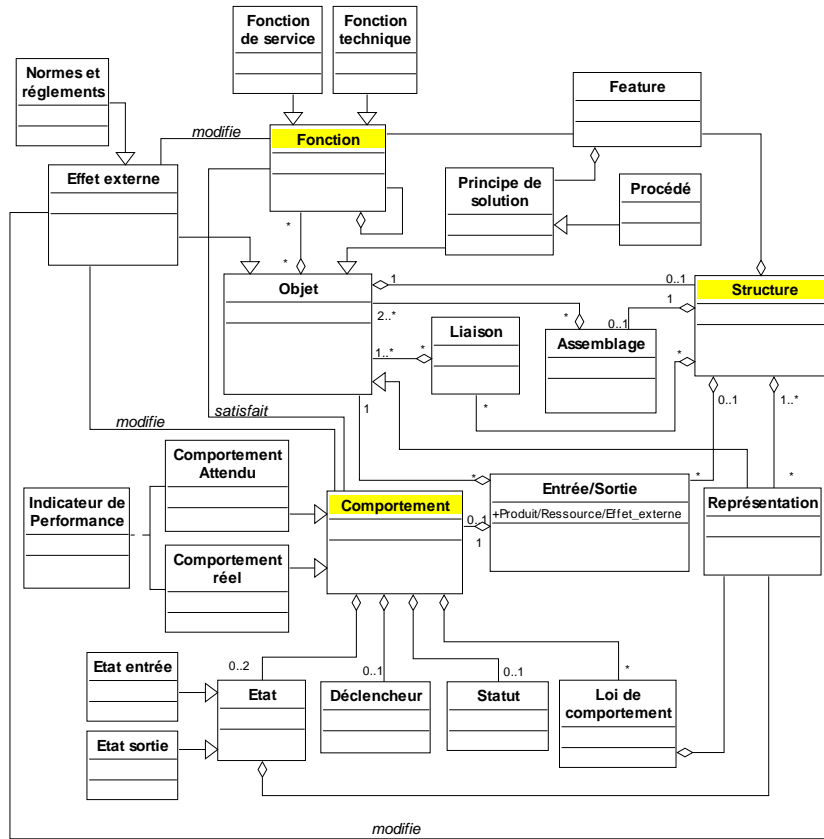 Fonction
de service
Fonction
technique
Normes et
réglements
Feature
modifie
Fonction
Effet externe
Principe de
solution
Procédé
*
*
Objet
1
0..1
Structure
2..*
*
0..1
1
Liaison
Assemblage
1..*
*
*
*
satisfait
1
0..1
1..*
modifie
Comportement
Attendu
*
*
*
Entrée/Sortie
+Produit/Ressource/Effet_externe
Représentation
Indicateur de
Performance
Comportement
0..1
1
Comportement
réel
0..2
0..1
0..1
*
Etat entrée
Etat
Déclencheur
Statut
Loi de
comportement
Etat sortie
modifie